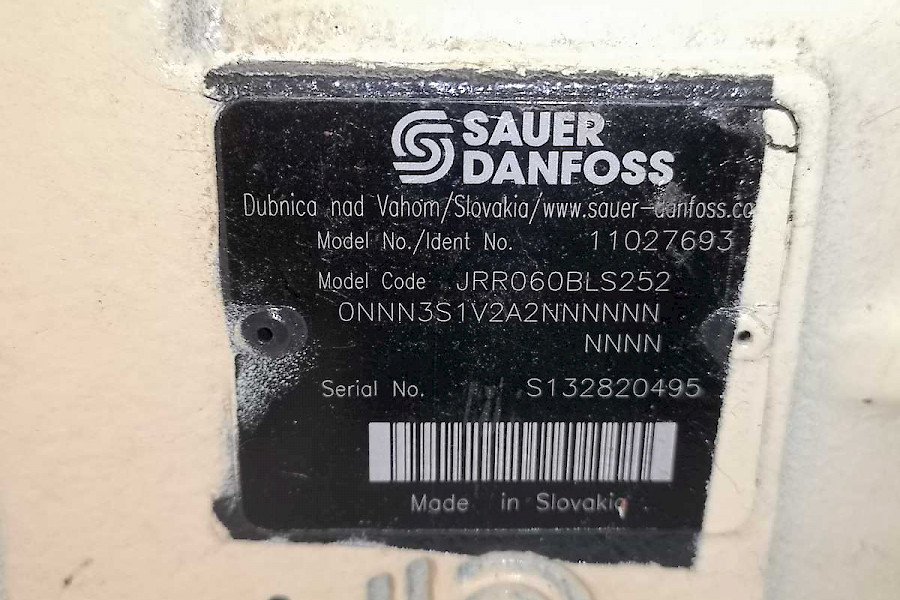 SAUER
DANFOSS
Dubnica nad Vahom/Slovakia/www.sauer-danfoss.co
Model No./Ident No. 11027693
Model Code JRR060BLS252
0NNN3S1V2A2NNNNNN
NNNN
Serial No. S132820495
Made in Slovakia